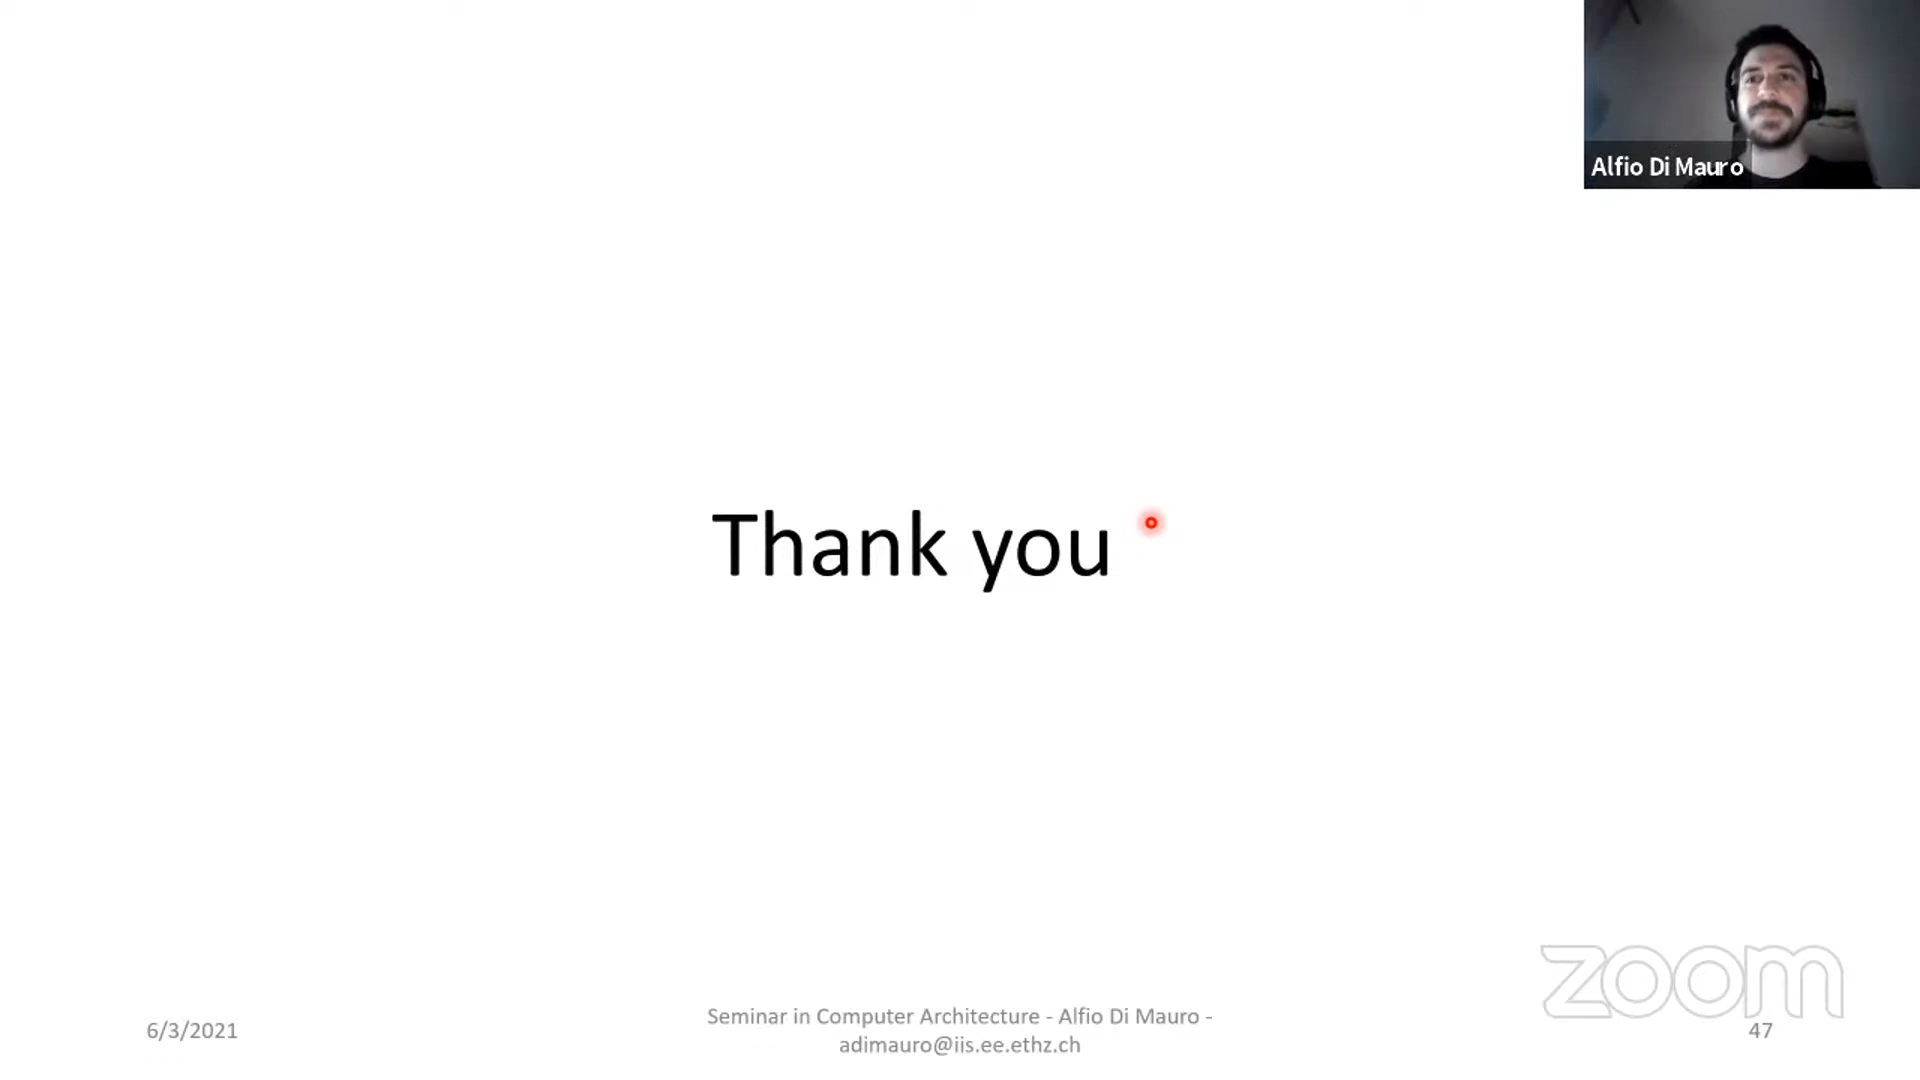 Alfio Di Mauro
Thank you
zoom
6/3/2021
Seminar in Computer Architecture - Alfio Di Mauro -
adimauro@iis.ee.ethz.ch
47